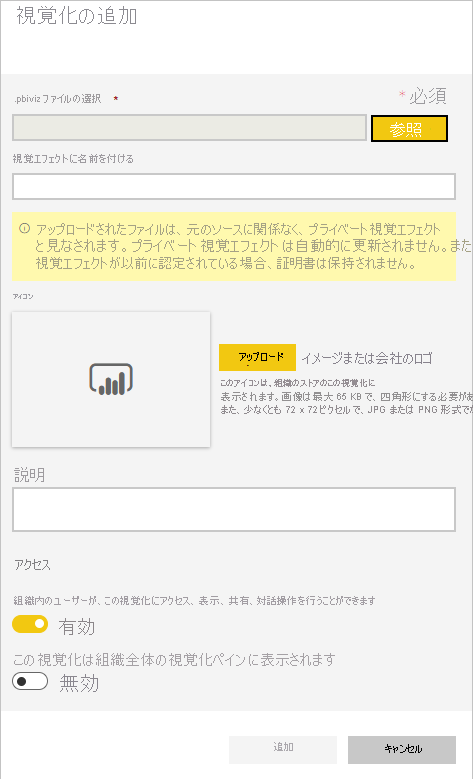 視覚化の追加
* 必須
.pbiviz ファイルの選択 *
参照
視覚エフェクトに名前を付ける
アップロードされたファイルは、元のソースに関係なく、プライベート視覚エフェクト
と見なされます。プライベート 視覚エフェクト は自動的に更新されません。また
視覚エフェクトが以前に認定されている場合、証明書は保持されません。
アイコン
アップロード イメージまたは会社のロゴ
このアイコンは、組織のストアのこの視覚化に
表示されます。画像は最大 65 KB で、四角形にする必要があ
また、少なくとも 72 x 72ピクセルで、JPG または PNG 形式で
説明
アクセス
組織内のユーザーが、この視覚化にアクセス、表示、共有、対話操作を行うことができます
有効
この視覚化は組織全体の視覚化ペインに表示されます
無効
追加
キャンセル